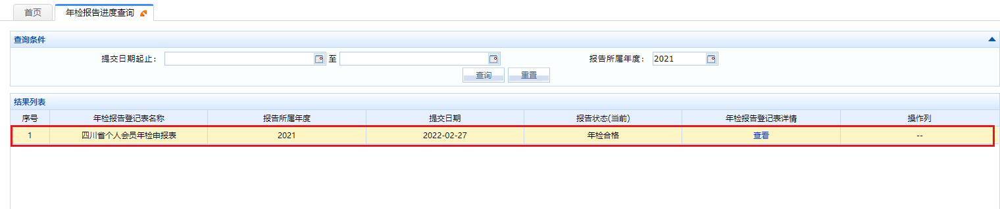 首页 年检报告进度查询
查询条件
提交日期起止： 至 报告所属年度： 2021
查询 重置
结果列表
序号 年检报告登记表名称 报告所属年度 提交日期 报告状态(当前) 年检报告登记表详情 操作列
1 四川省个人会员年检申报表 2021 2022-02-27 年检合格 查看 --